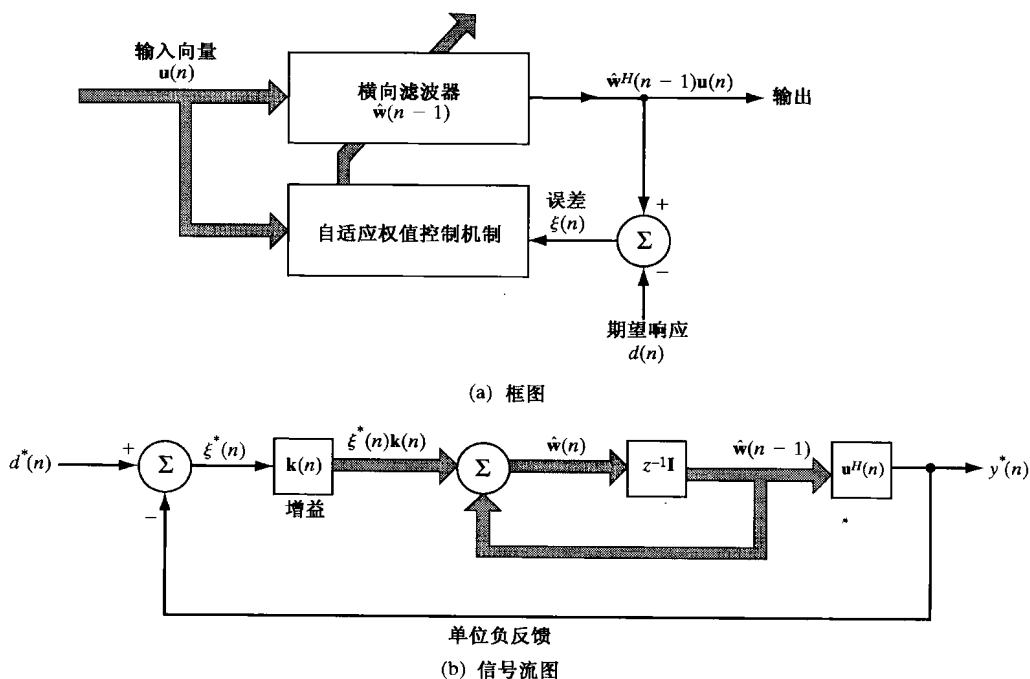 输入向量
u(n)
横向滤波器
ŵ(n − 1)
ŵᴴ(n − 1)u(n)
输出
自适应权值控制机制
误差
ξ(n)
+
Σ
−
期望响应
d(n)
(a) 框图
d*(n)
+
Σ
−
ξ*(n)
k(n)
增益
ξ*(n)k(n)
Σ
ŵ(n)
z⁻¹I
ŵ(n − 1)
uᴴ(n)
y*(n)
单位负反馈
(b) 信号流图